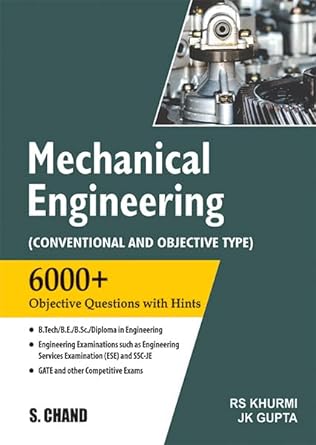 Mechanical
Engineering
(CONVENTIONAL AND OBJECTIVE TYPE)
6000+
Objective Questions with Hints
• B.Tech/B.E./B.Sc./Diploma in Engineering
• Engineering Examinations such as Engineering
Services Examination (ESE) and SSC-JE
• GATE and other Competitive Exams
S. CHAND
RS KHURMI
JK GUPTA